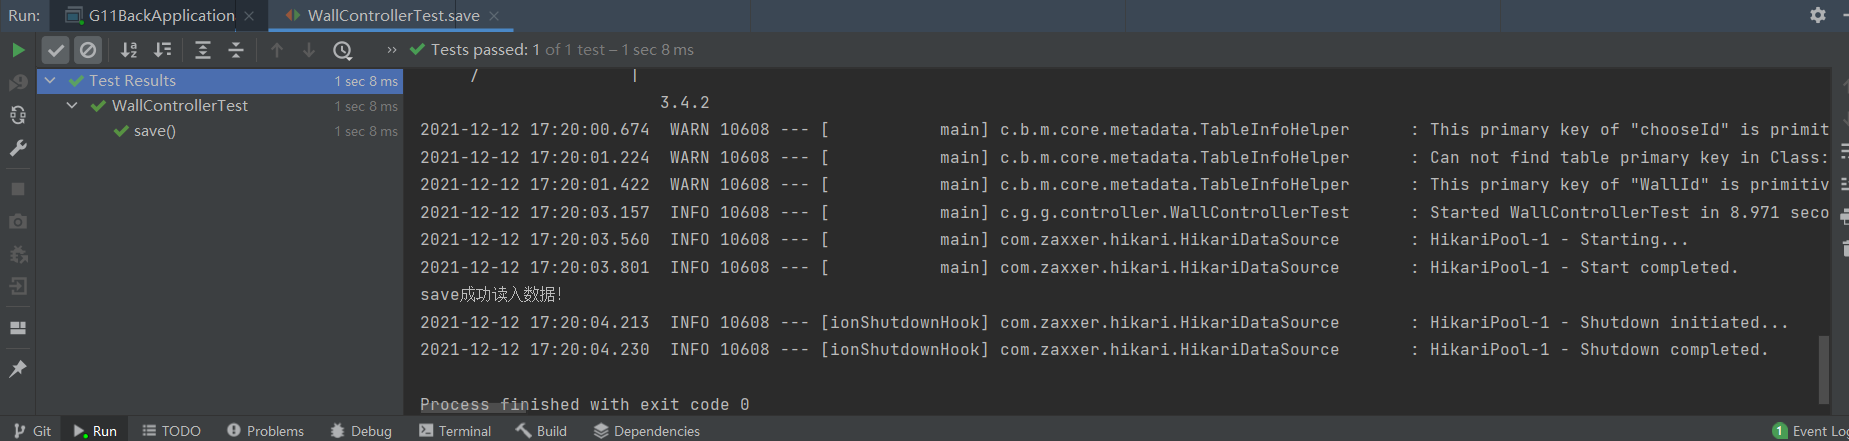 Run: G11BackApplication WallControllerTest.save
Tests passed: 1 of 1 test – 1 sec 8 ms
Test Results 1 sec 8 ms
WallControllerTest 1 sec 8 ms
save() 1 sec 8 ms
3.4.2
2021-12-12 17:20:00.674  WARN 10608 --- [           main] c.b.m.core.metadata.TableInfoHelper      : This primary key of "chooseId" is primit
2021-12-12 17:20:01.224  WARN 10608 --- [           main] c.b.m.core.metadata.TableInfoHelper      : Can not find table primary key in Class:
2021-12-12 17:20:01.422  WARN 10608 --- [           main] c.b.m.core.metadata.TableInfoHelper      : This primary key of "WallId" is primitiv
2021-12-12 17:20:03.157  INFO 10608 --- [           main] c.g.g.controller.WallControllerTest      : Started WallControllerTest in 8.971 seco
2021-12-12 17:20:03.560  INFO 10608 --- [           main] com.zaxxer.hikari.HikariDataSource       : HikariPool-1 - Starting...
2021-12-12 17:20:03.801  INFO 10608 --- [           main] com.zaxxer.hikari.HikariDataSource       : HikariPool-1 - Start completed.
save成功读入数据!
2021-12-12 17:20:04.213  INFO 10608 --- [ionShutdownHook] com.zaxxer.hikari.HikariDataSource       : HikariPool-1 - Shutdown initiated...
2021-12-12 17:20:04.230  INFO 10608 --- [ionShutdownHook] com.zaxxer.hikari.HikariDataSource       : HikariPool-1 - Shutdown completed.
Process finished with exit code 0
Git Run TODO Problems Debug Terminal Build Dependencies 1 Event Lo